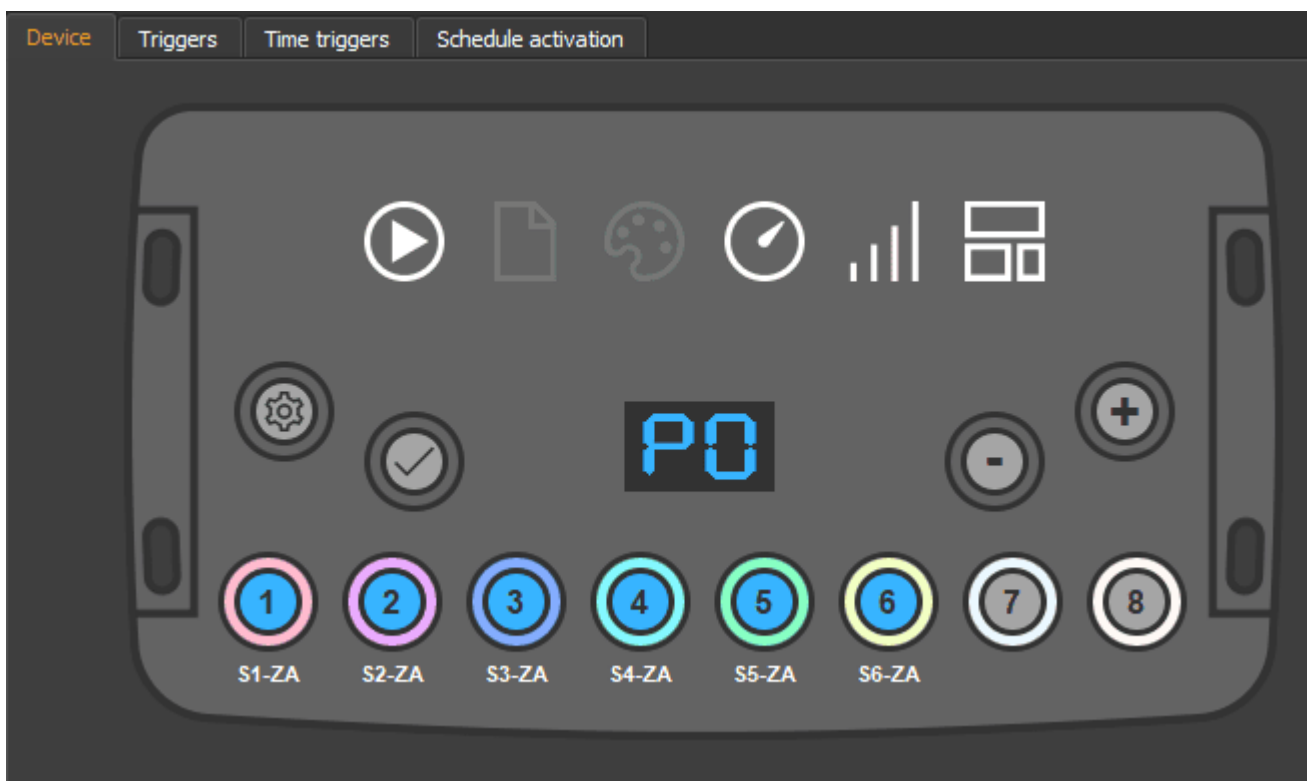 Device Triggers Time triggers Schedule activation
+
-
P0
1 2 3 4 5 6 7 8
S1-ZA S2-ZA S3-ZA S4-ZA S5-ZA S6-ZA